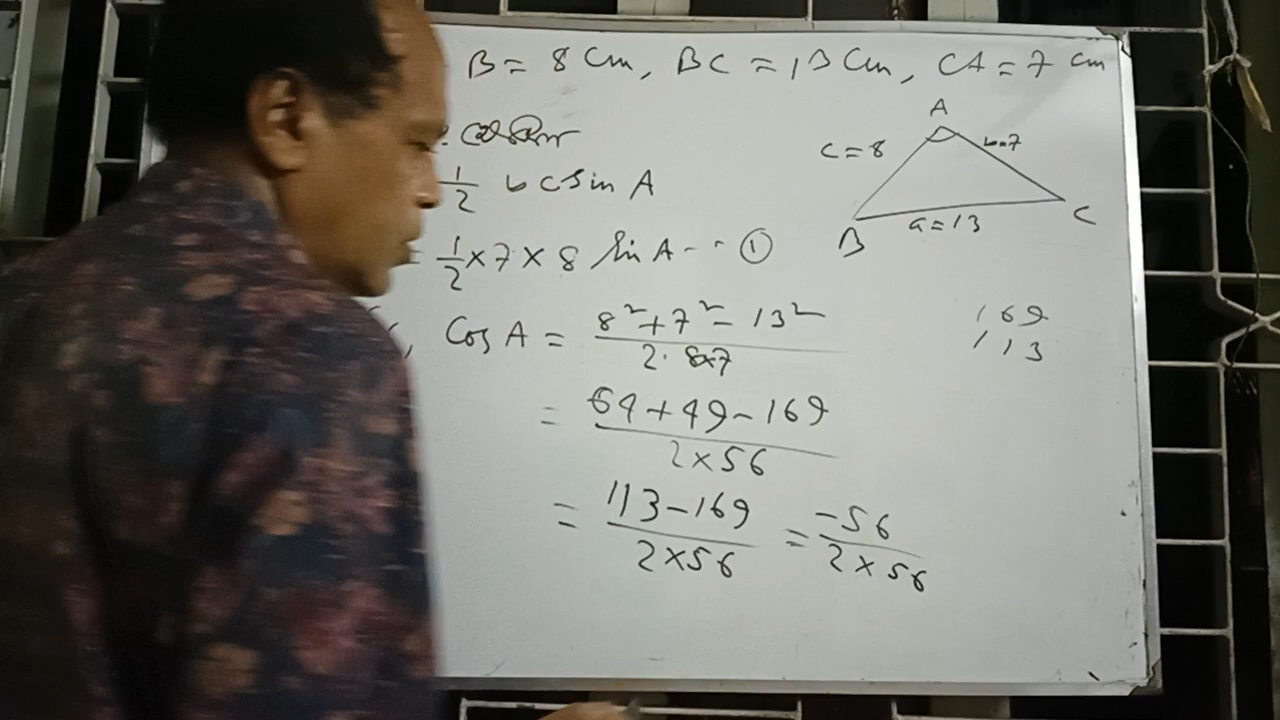 B = 8 cm, BC = 13 cm, CA = 7 cm
A
c = 8
b=7
B
a = 13
C
1/2 bc sin A
= 1/2 × 7 × 8 sin A -- ①
, Cos A = (8² + 7² - 13²) / (2. 8×7)
169
113
= (64 + 49 - 169) / (2 × 56)
= (113 - 169) / (2 × 56) = -56 / (2 × 56)